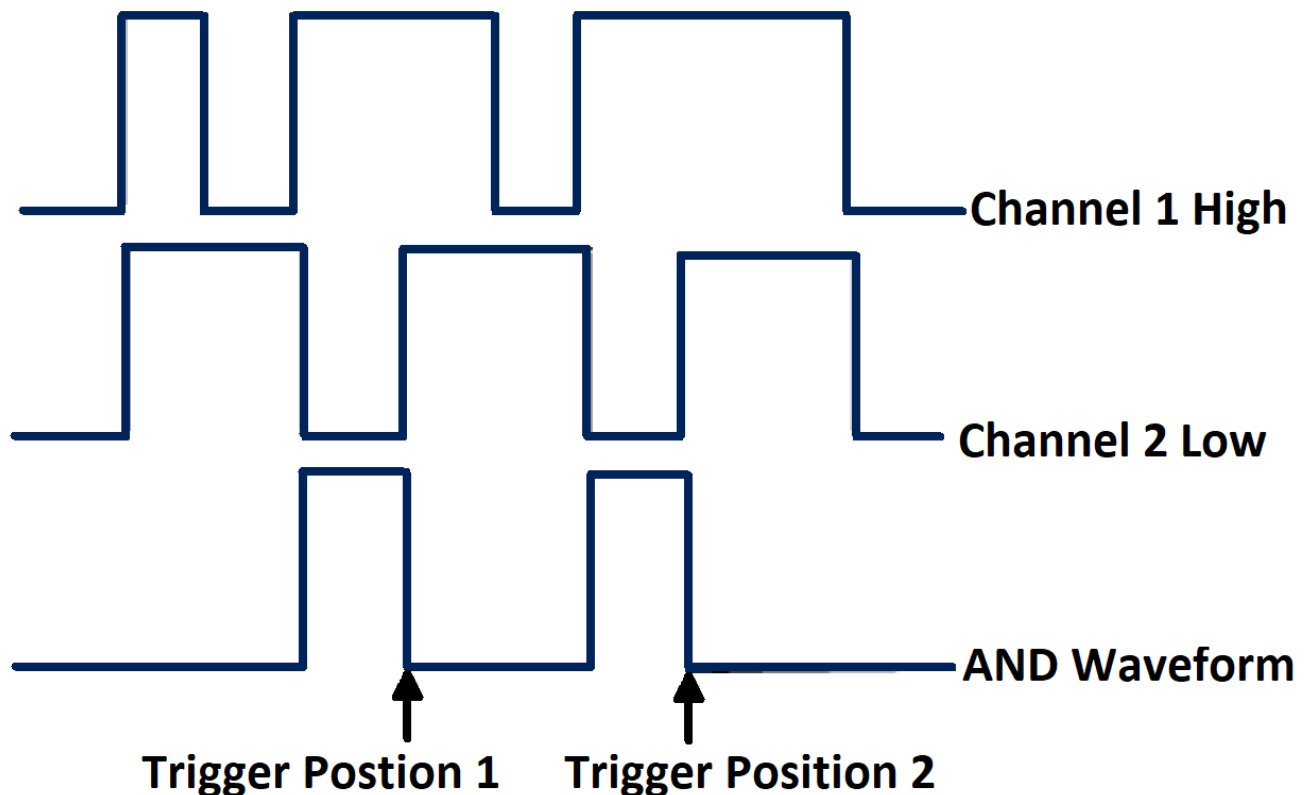 Channel 1 High
Channel 2 Low
AND Waveform
Trigger Postion 1
Trigger Position 2